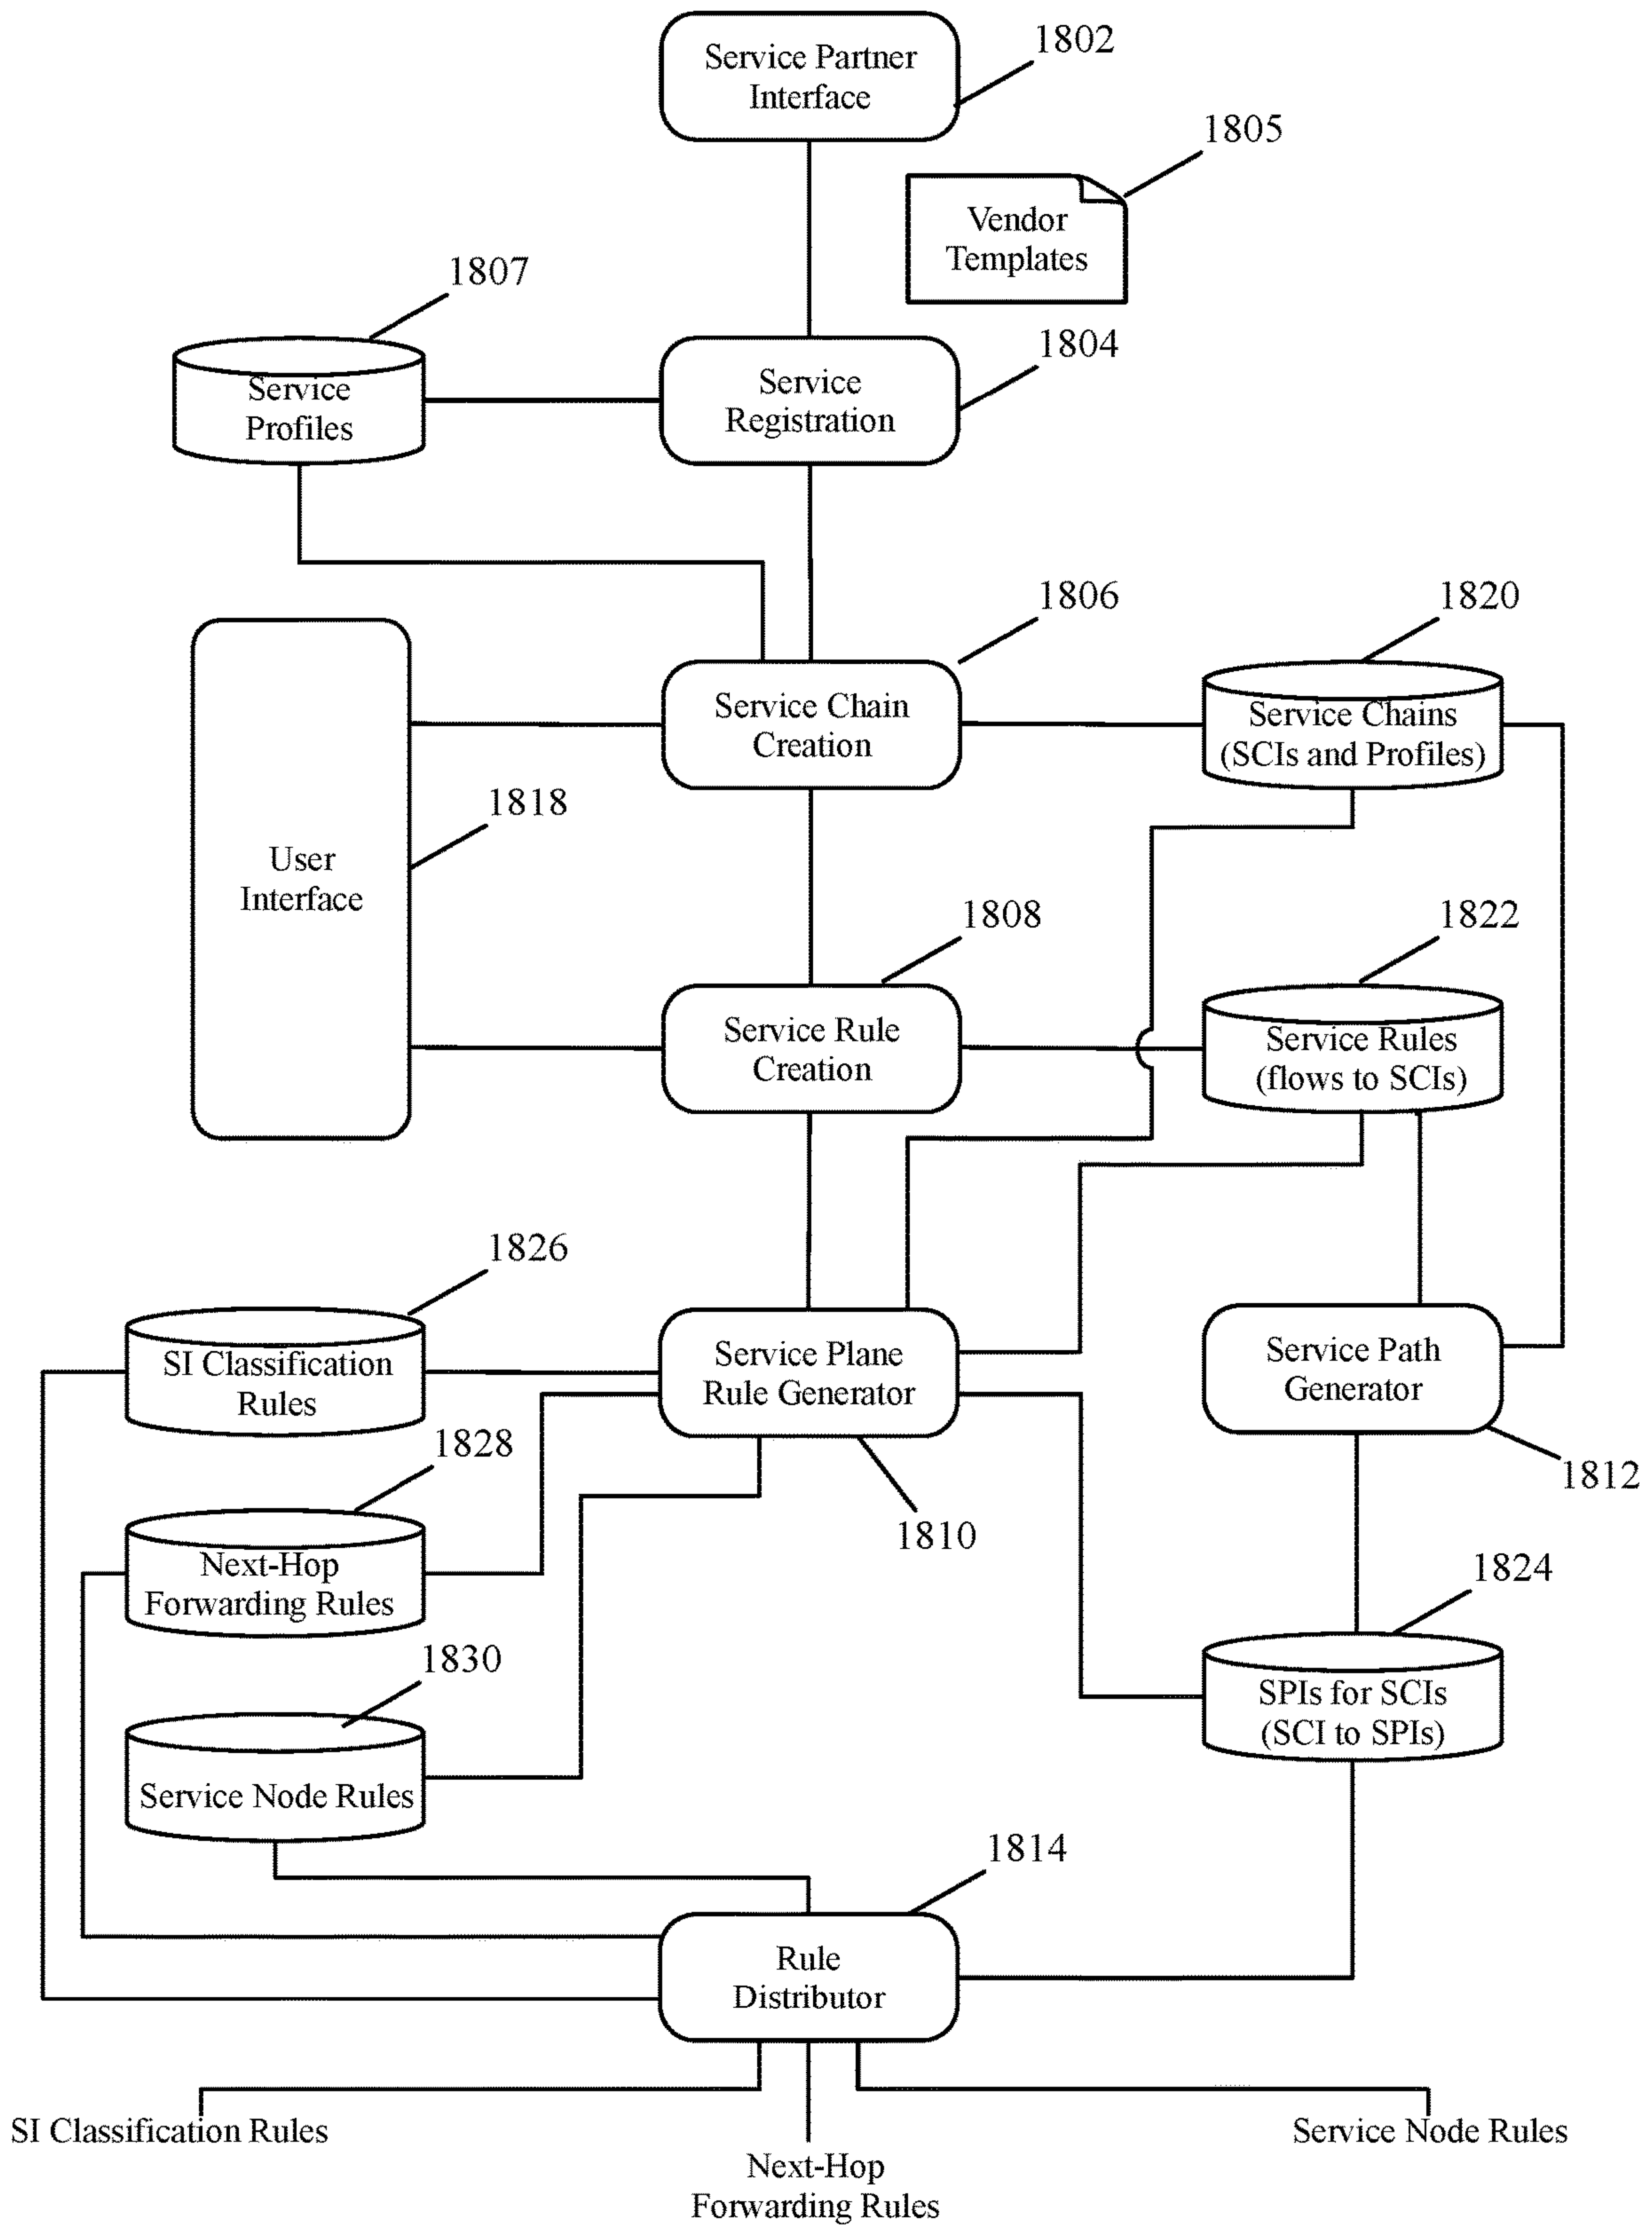 Service Partner
Interface
1802
1805
Vendor
Templates
1807
Service
Profiles
1804
Service
Registration
1806
1820
Service Chain
Creation
Service Chains
(SCIs and Profiles)
1818
User
Interface
1808
1822
Service Rule
Creation
Service Rules
(flows to SCIs)
1826
SI Classification
Rules
Service Plane
Rule Generator
Service Path
Generator
1828
1812
1810
Next-Hop
Forwarding Rules
1824
1830
SPIs for SCIs
(SCI to SPIs)
Service Node Rules
1814
Rule
Distributor
SI Classification Rules
Service Node Rules
Next-Hop
Forwarding Rules